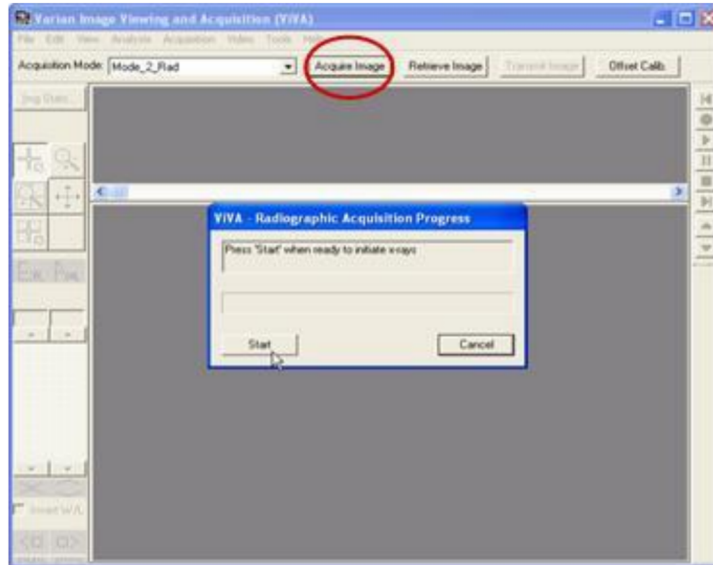 Varian Image Viewing and Acquisition (ViVA)
File Edit View Analysis Acquisition Video Tools Help
Acquisition Mode: Mode_2_Rad Acquire Image Retrieve Image Transmit Image Offset Calib.
Img Stats...
ViVA - Radiographic Acquisition Progress
Press 'Start' when ready to initiate x-rays
Start Cancel
Invert W/L